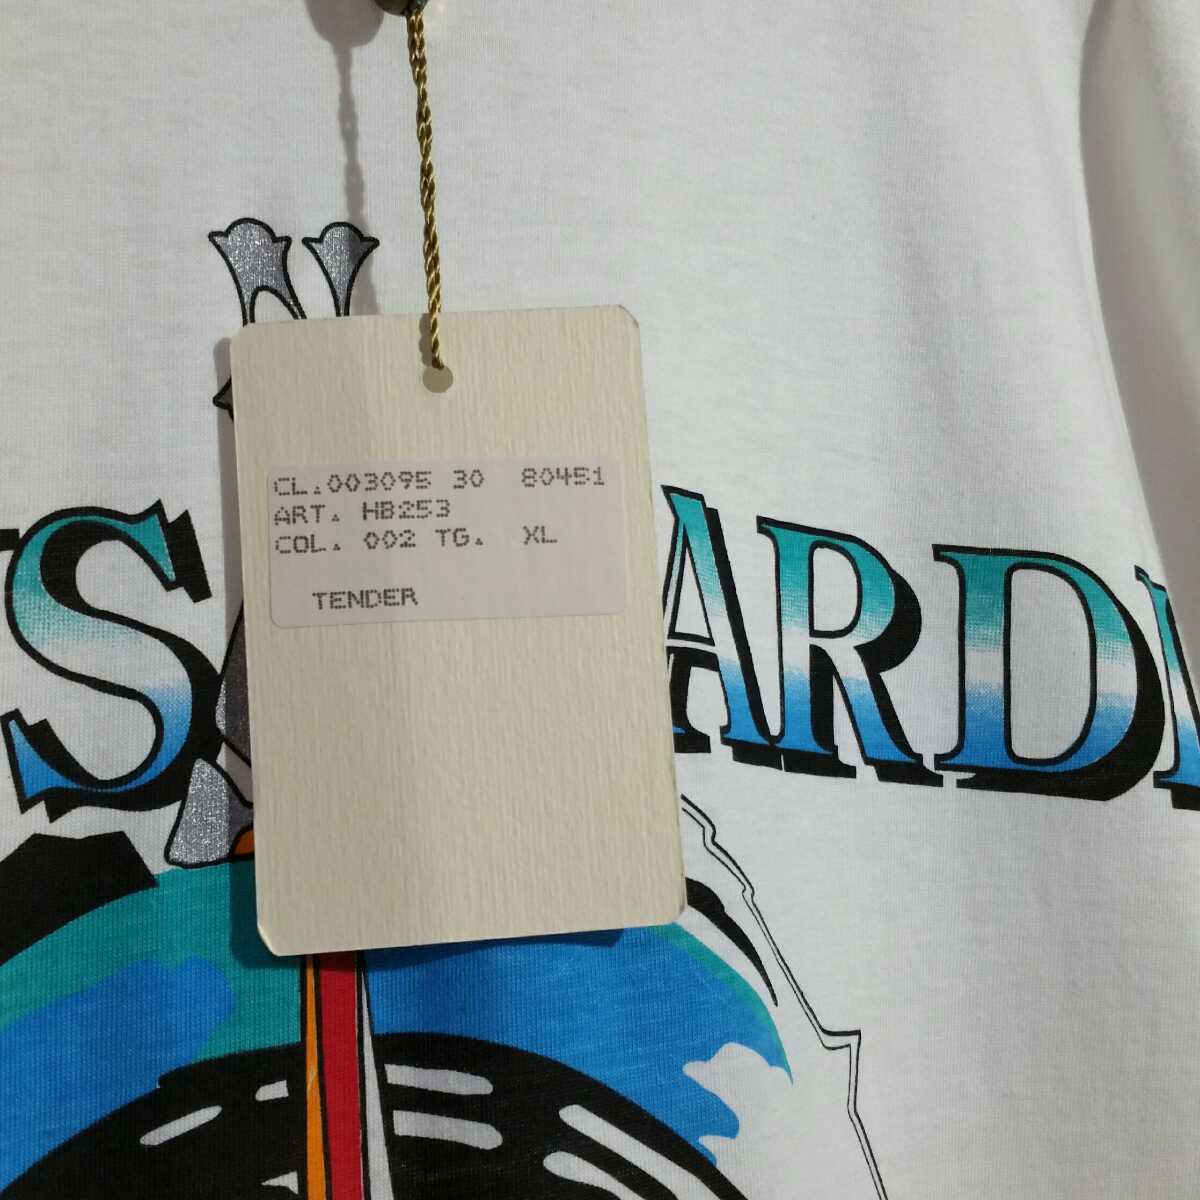 CL.003095 30 80451
ART. HB253
COL. 002 TG. XL
TENDER
S ARD